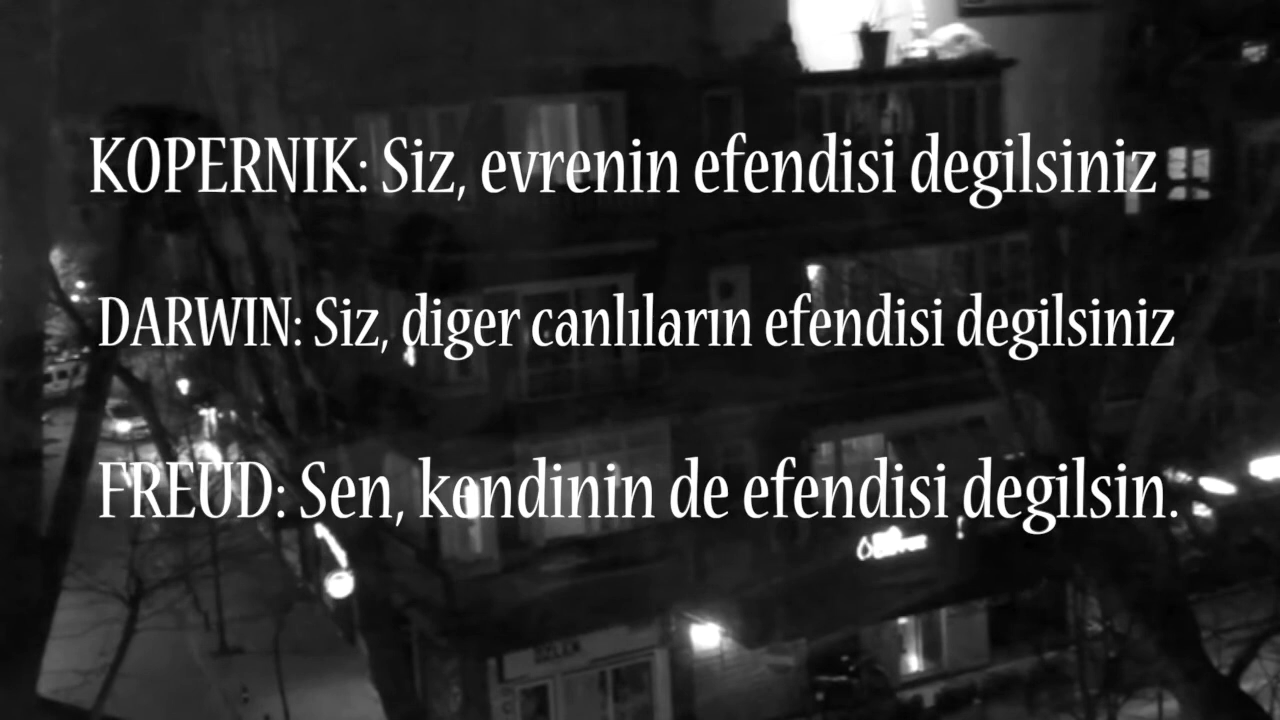 KOPERNIK: Siz, evrenin efendisi degilsiniz
DARWIN: Siz, diger canlıların efendisi degilsiniz
FREUD: Sen, kendinin de efendisi degilsin.